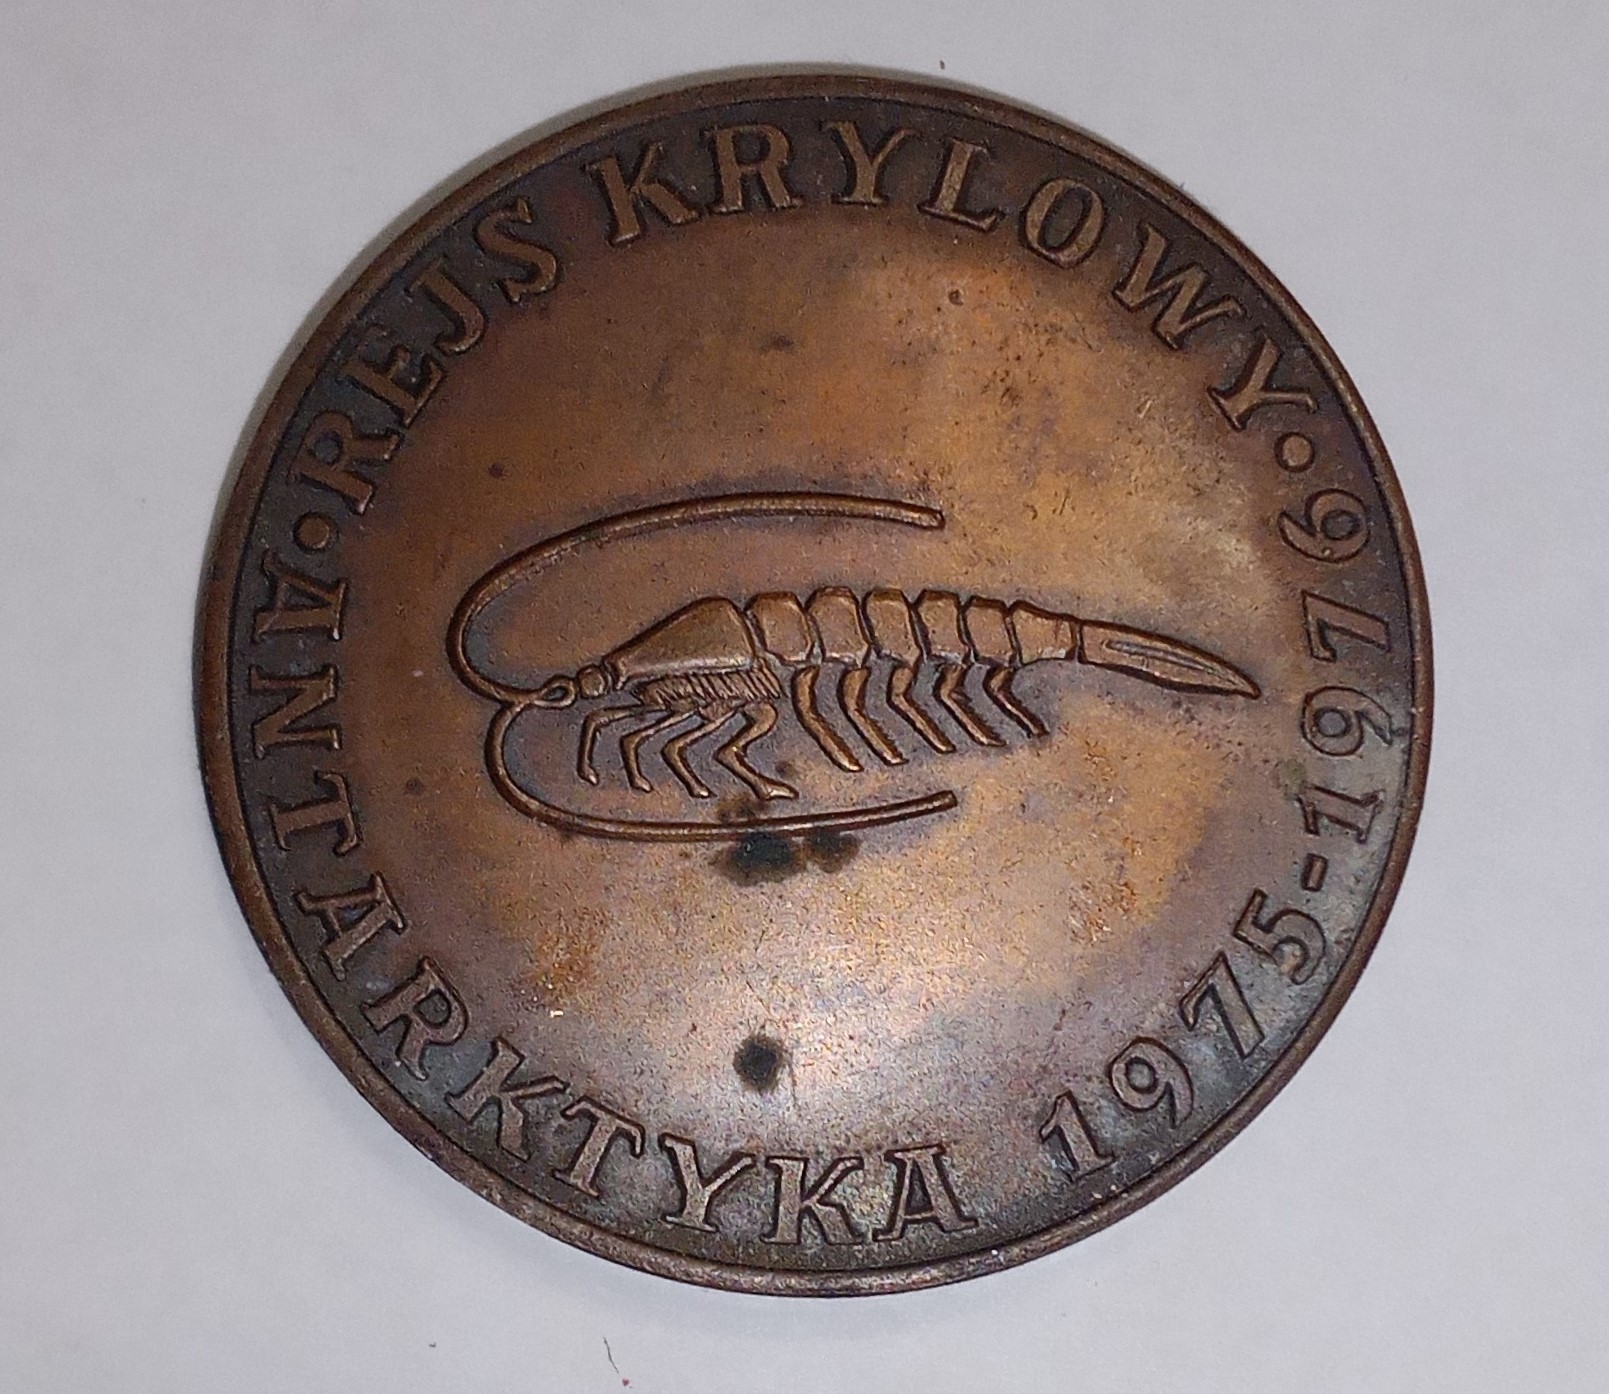 REJS KRYLOWY • ANTARKTYKA 1975-1976 •